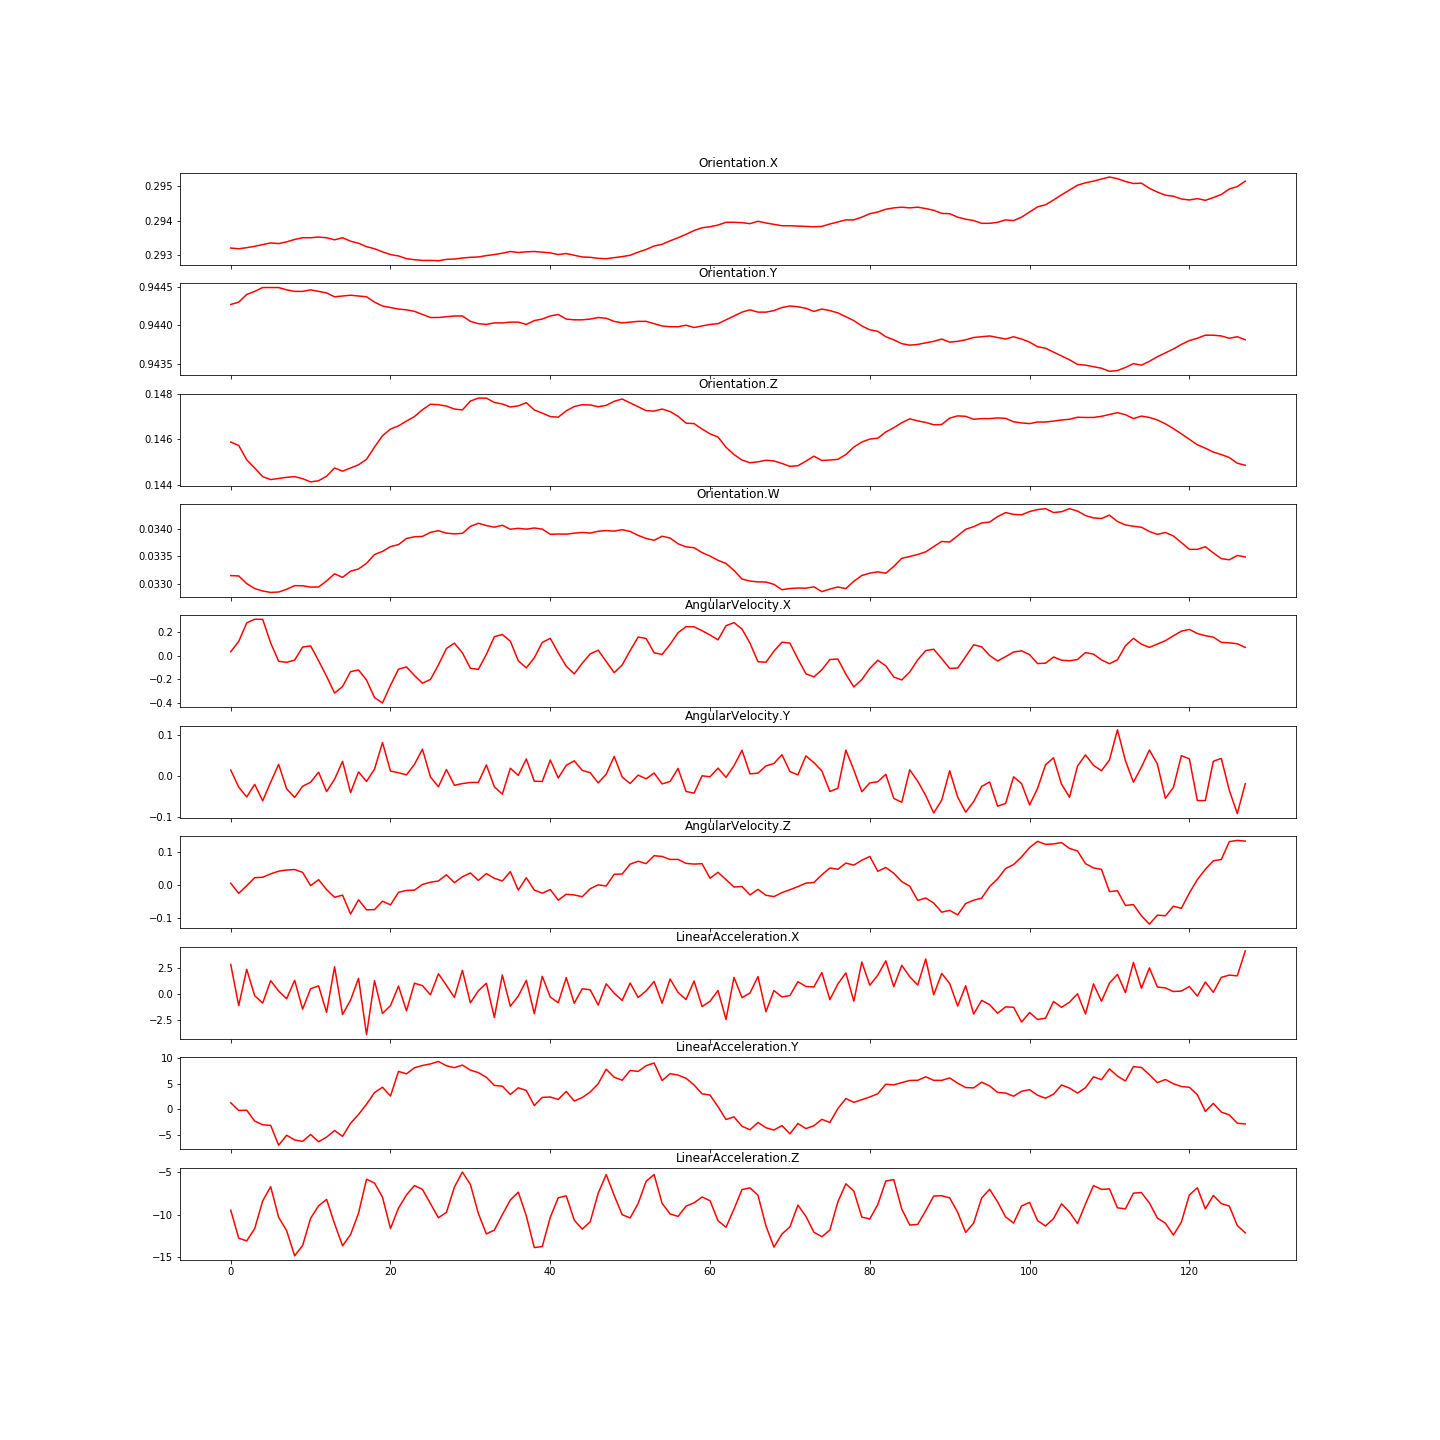 Orientation.X
0.295
0.294
0.293
Orientation.Y
0.9445
0.9440
0.9435
Orientation.Z
0.148
0.146
0.144
Orientation.W
0.0340
0.0335
0.0330
AngularVelocity.X
0.2
0.0
−0.2
−0.4
AngularVelocity.Y
0.1
0.0
−0.1
AngularVelocity.Z
0.1
0.0
−0.1
LinearAcceleration.X
2.5
0.0
−2.5
LinearAcceleration.Y
10
5
0
−5
LinearAcceleration.Z
−5
−10
−15
0 20 40 60 80 100 120